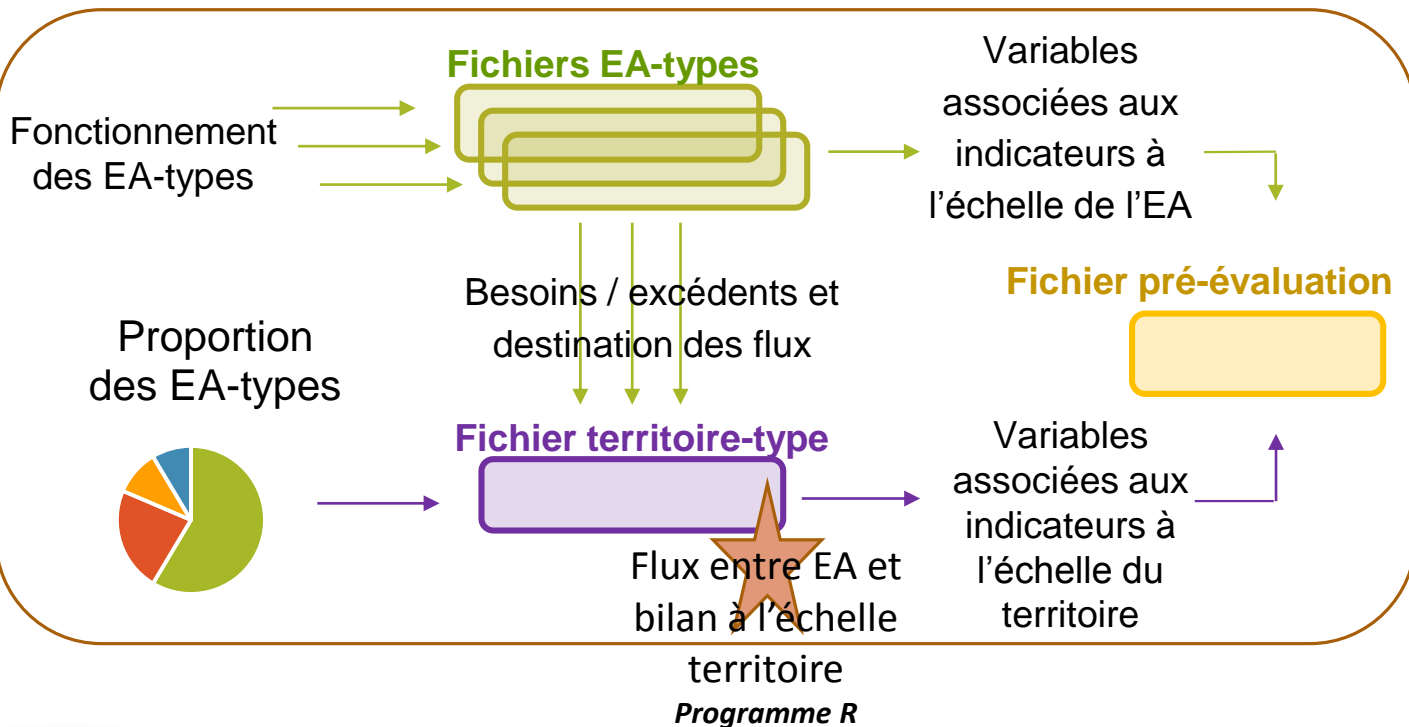 Fichiers EA-types
Fonctionnement
des EA-types
Variables
associées aux
indicateurs à
l’échelle de l’EA
Besoins / excédents et
destination des flux
Fichier pré-évaluation
Proportion
des EA-types
Fichier territoire-type
Variables
associées aux
indicateurs à
l’échelle du
territoire
Flux entre EA et
bilan à l’échelle
territoire
Programme R